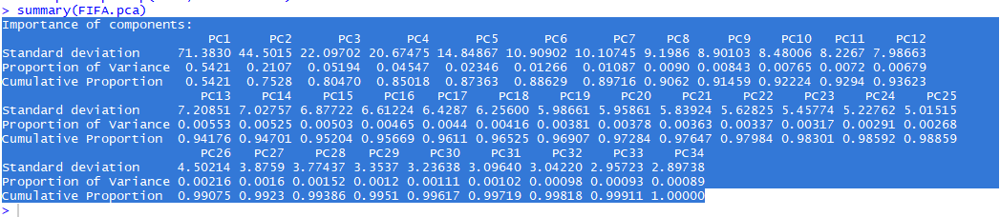 > summary(FIFA.pca)
Importance of components:
PC1 PC2 PC3 PC4 PC5 PC6 PC7 PC8 PC9 PC10 PC11 PC12
Standard deviation 71.3830 44.5015 22.09702 20.67475 14.84867 10.90902 10.10745 9.1986 8.90103 8.48006 8.2267 7.98663
Proportion of Variance 0.5421 0.2107 0.05194 0.04547 0.02346 0.01266 0.01087 0.0090 0.00843 0.00765 0.0072 0.00679
Cumulative Proportion 0.5421 0.7528 0.80470 0.85018 0.87363 0.88629 0.89716 0.9062 0.91459 0.92224 0.9294 0.93623
PC13 PC14 PC15 PC16 PC17 PC18 PC19 PC20 PC21 PC22 PC23 PC24 PC25
Standard deviation 7.20851 7.02757 6.87722 6.61224 6.4287 6.25600 5.98661 5.95861 5.83924 5.62825 5.45774 5.22762 5.01515
Proportion of Variance 0.00553 0.00525 0.00503 0.00465 0.0044 0.00416 0.00381 0.00378 0.00363 0.00337 0.00317 0.00291 0.00268
Cumulative Proportion 0.94176 0.94701 0.95204 0.95669 0.9611 0.96525 0.96907 0.97284 0.97647 0.97984 0.98301 0.98592 0.98859
PC26 PC27 PC28 PC29 PC30 PC31 PC32 PC33 PC34
Standard deviation 4.50214 3.8759 3.77437 3.3537 3.23638 3.09640 3.04220 2.95723 2.89738
Proportion of Variance 0.00216 0.0016 0.00152 0.0012 0.00111 0.00102 0.00098 0.00093 0.00089
Cumulative Proportion 0.99075 0.9923 0.99386 0.9951 0.99617 0.99719 0.99818 0.99911 1.00000
>